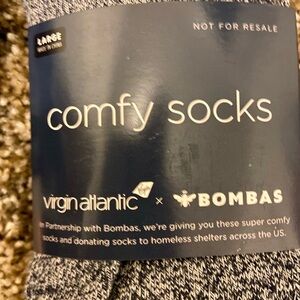 LARGE
MADE IN CHINA
NOT FOR RESALE
comfy socks
virgin atlantic × BOMBAS
In Partnership with Bombas, we're giving you these super comfy
socks and donating socks to homeless shelters across the US.